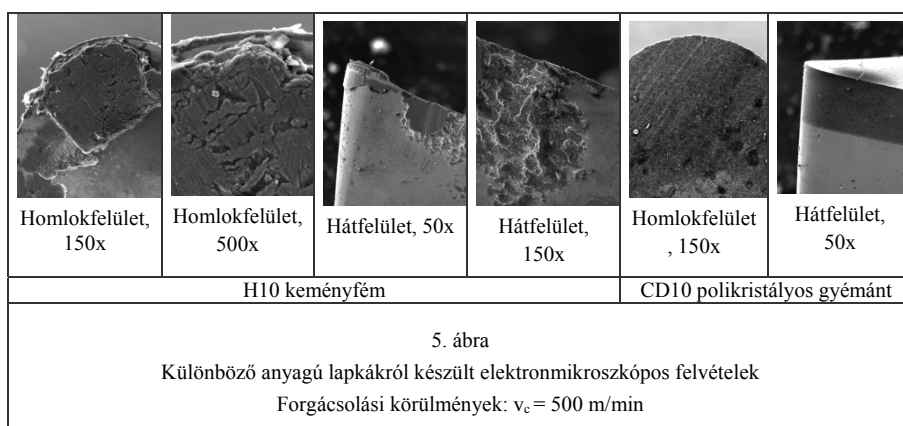 Homlokfelület,
150x
Homlokfelület,
500x
Hátfelület, 50x
Hátfelület,
150x
Homlokfelület
, 150x
Hátfelület,
50x
H10 keményfém
CD10 polikristályos gyémánt
5. ábra
Különböző anyagú lapkákról készült elektronmikroszkópos felvételek
Forgácsolási körülmények: vc = 500 m/min